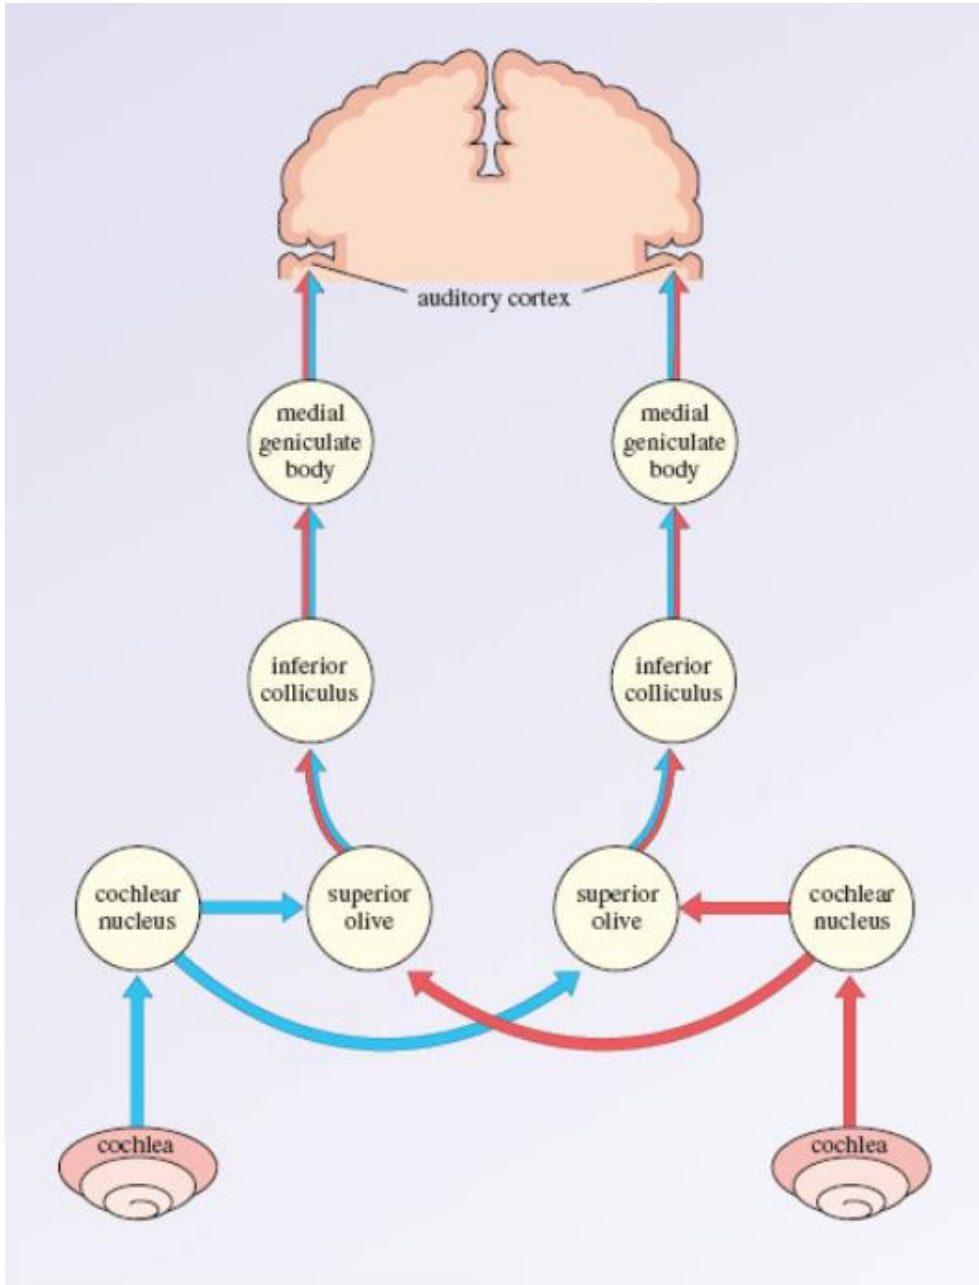 auditory cortex
medial
geniculate
body
medial
geniculate
body
inferior
colliculus
inferior
colliculus
cochlear
nucleus
superior
olive
superior
olive
cochlear
nucleus
cochlea
cochlea